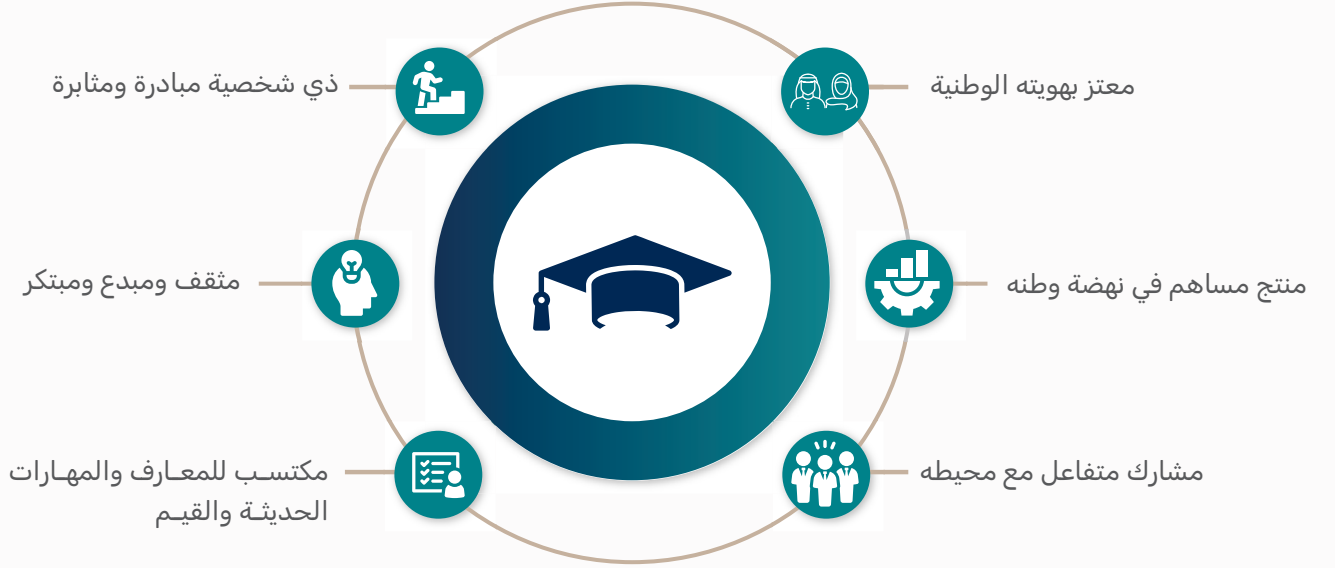 معتز بهويته الوطنية
ذي شخصية مبادرة ومثابرة
منتج مساهم في نهضة وطنه
مثقف ومبدع ومبتكر
مشارك متفاعل مع محيطه
مكتسـب للمعـارف والمهـارات
الحديثـة والقيـم